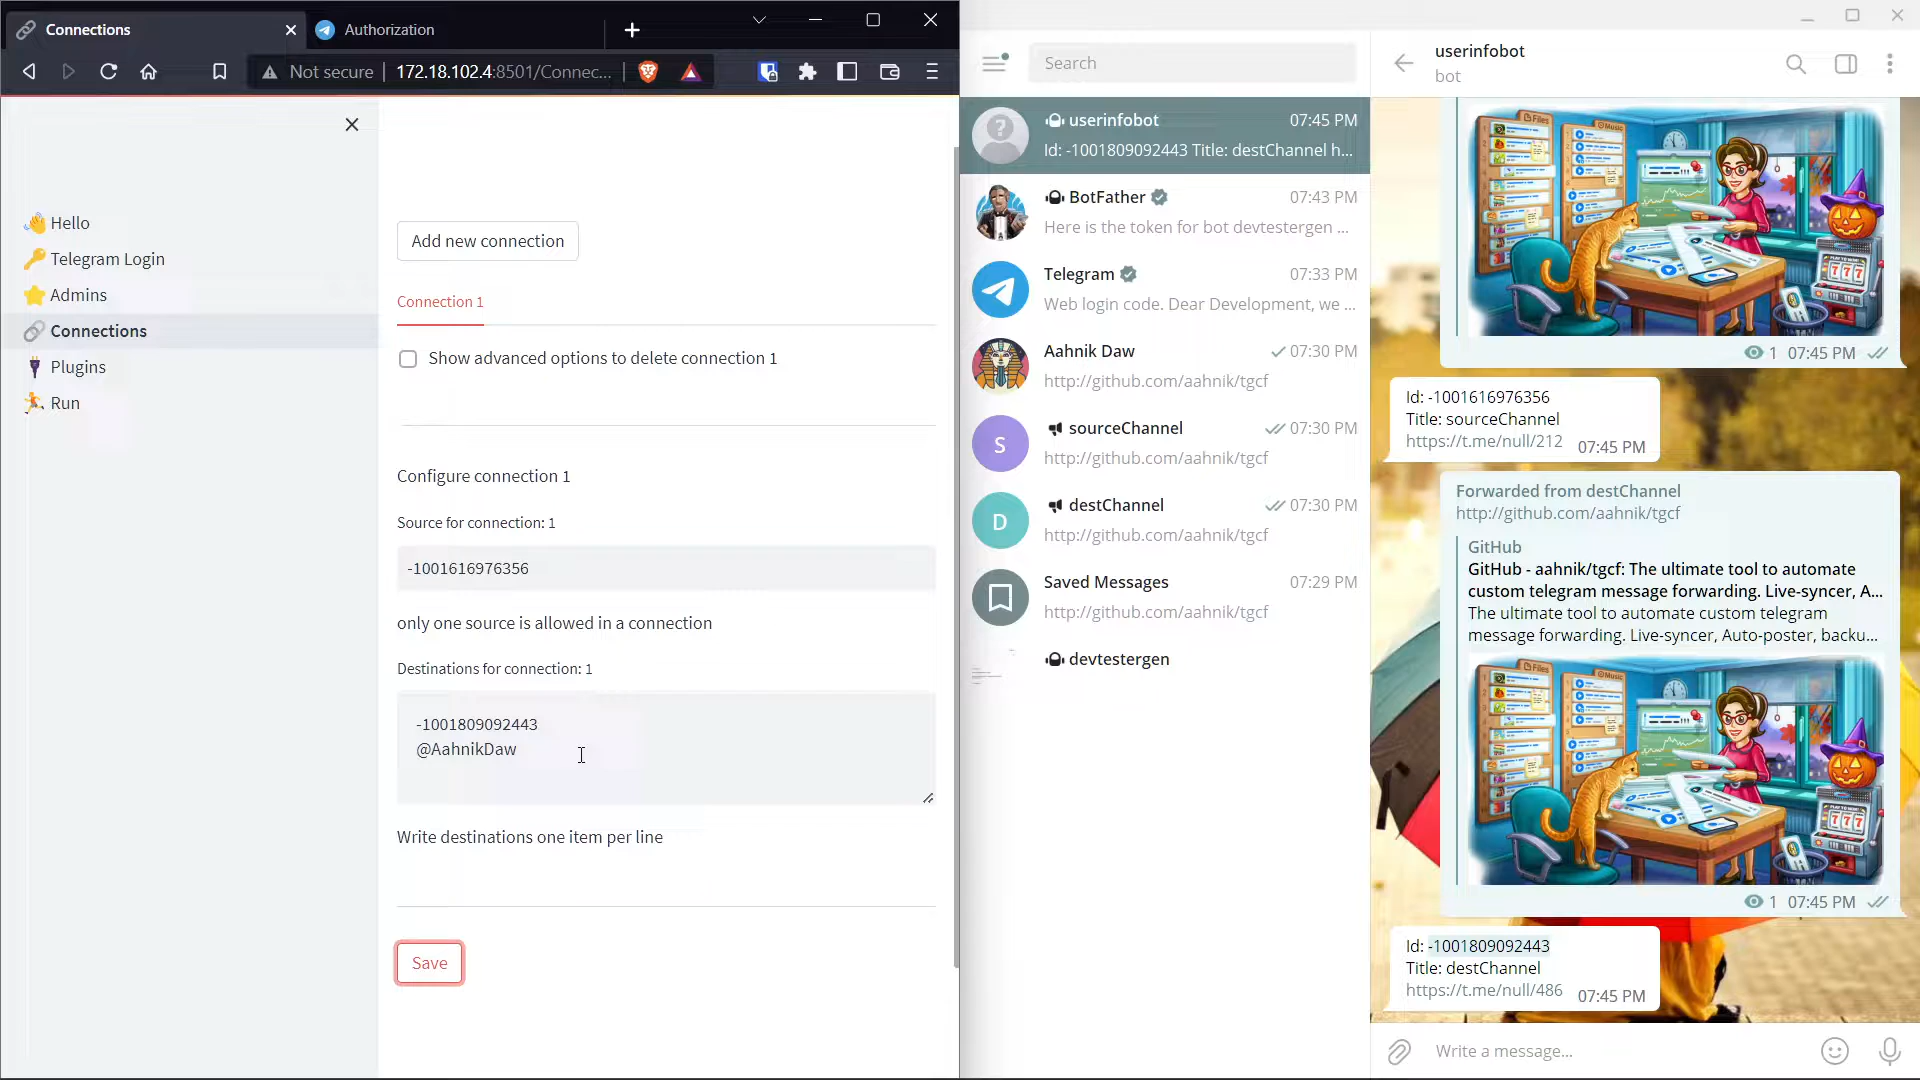 Connections
Authorization
Not secure
172.18.102.4:8501/Connec...
Hello
Telegram Login
Admins
Connections
Plugins
Run
Add new connection
Connection 1
Show advanced options to delete connection 1
Configure connection 1
Source for connection: 1
-1001616976356
only one source is allowed in a connection
Destinations for connection: 1
-1001809092443
@AahnikDaw
Write destinations one item per line
Save
Search
userinfobot 07:45 PM
Id: -1001809092443 Title: destChannel h...
BotFather 07:43 PM
Here is the token for bot devtestergen ...
Telegram 07:33 PM
Web login code. Dear Development, we ...
Aahnik Daw 07:30 PM
http://github.com/aahnik/tgcf
S
sourceChannel 07:30 PM
http://github.com/aahnik/tgcf
D
destChannel 07:30 PM
http://github.com/aahnik/tgcf
Saved Messages 07:29 PM
http://github.com/aahnik/tgcf
devtestergen
userinfobot
bot
Files
Music
777
1 07:45 PM
Id: -1001616976356
Title: sourceChannel
https://t.me/null/212 07:45 PM
Forwarded from destChannel
http://github.com/aahnik/tgcf
GitHub
GitHub - aahnik/tgcf: The ultimate tool to automate
custom telegram message forwarding. Live-syncer, A...
The ultimate tool to automate custom telegram
message forwarding. Live-syncer, Auto-poster, backu...
Files
Music
777
1 07:45 PM
Id: -1001809092443
Title: destChannel
https://t.me/null/486 07:45 PM
Write a message...